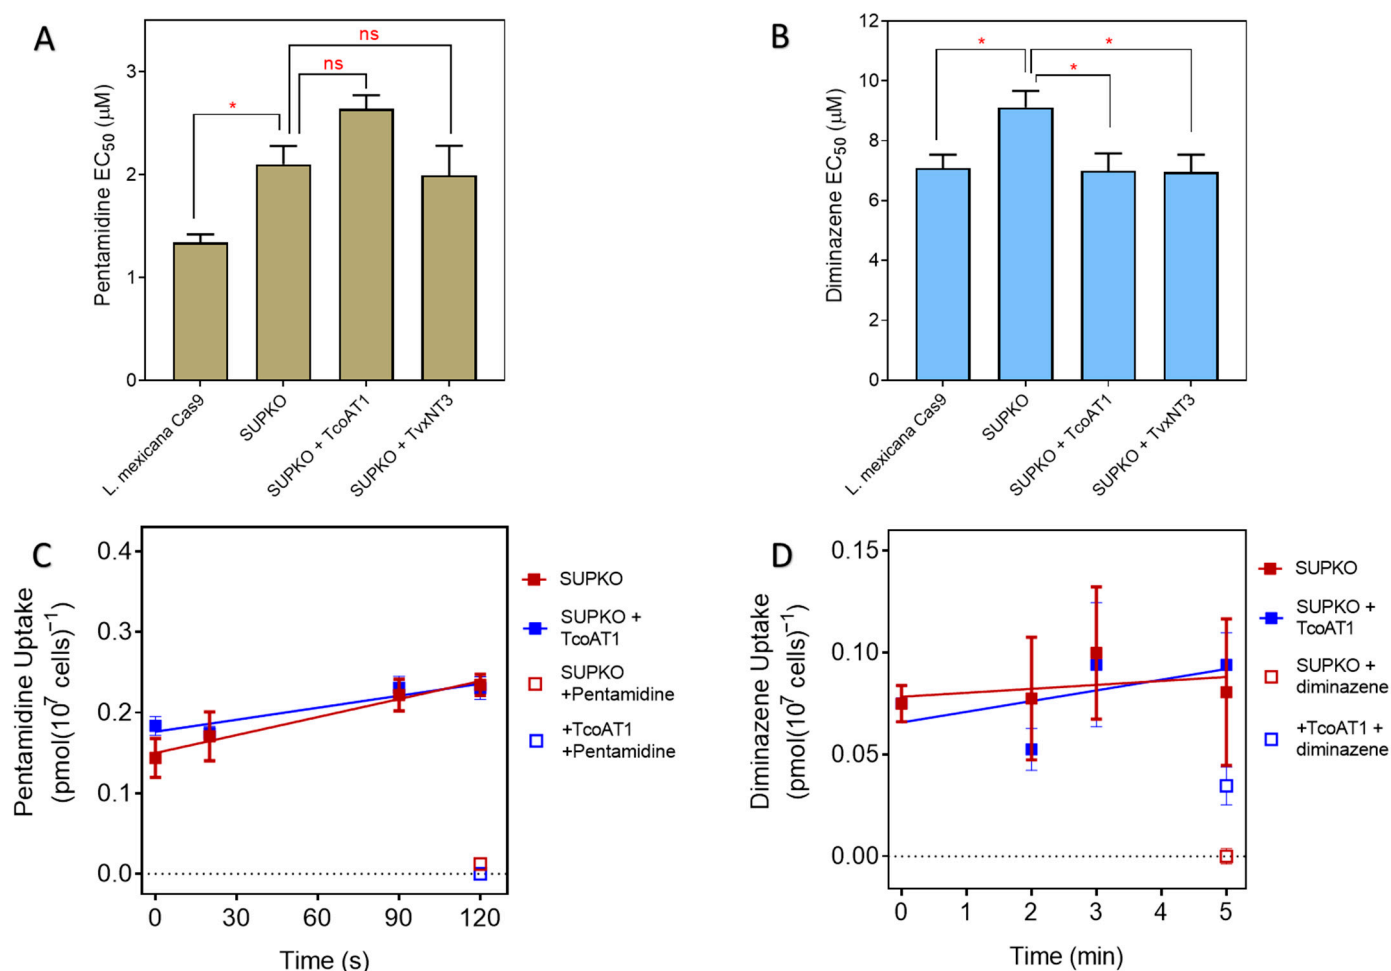 A
Pentamidine EC50 (μM)
3
2
1
0
*
ns
ns
L. mexicana Cas9
SUPKO
SUPKO + TcoAT1
SUPKO + TvxNT3
B
Diminazene EC50 (μM)
12
10
8
6
4
2
0
*
*
*
L. mexicana Cas9
SUPKO
SUPKO + TcoAT1
SUPKO + TvxNT3
C
Pentamidine Uptake
(pmol(10⁷ cells)⁻¹)
0.4
0.3
0.2
0.1
0.0
0
30
60
90
120
Time (s)
SUPKO
SUPKO +
TcoAT1
SUPKO
+Pentamidine
+TcoAT1
+Pentamidine
D
Diminazene Uptake
(pmol(10⁷ cells)⁻¹)
0.15
0.10
0.05
0.00
0
1
2
3
4
5
Time (min)
SUPKO
SUPKO +
TcoAT1
SUPKO +
diminazene
+TcoAT1 +
diminazene